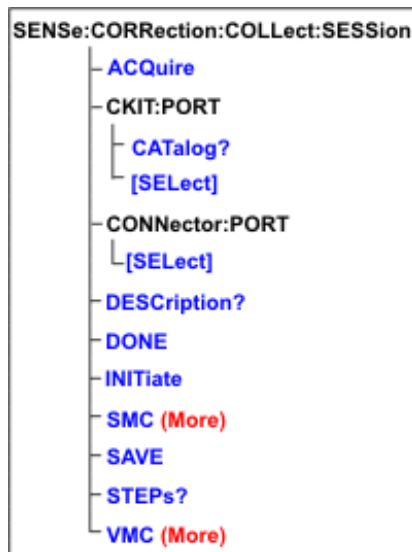 SENSe:CORRection:COLLect:SESSion
ACQuire
CKIT:PORT
CATalog?
[SELect]
CONNector:PORT
[SELect]
DESCription?
DONE
INITiate
SMC (More)
SAVE
STEPs?
VMC (More)